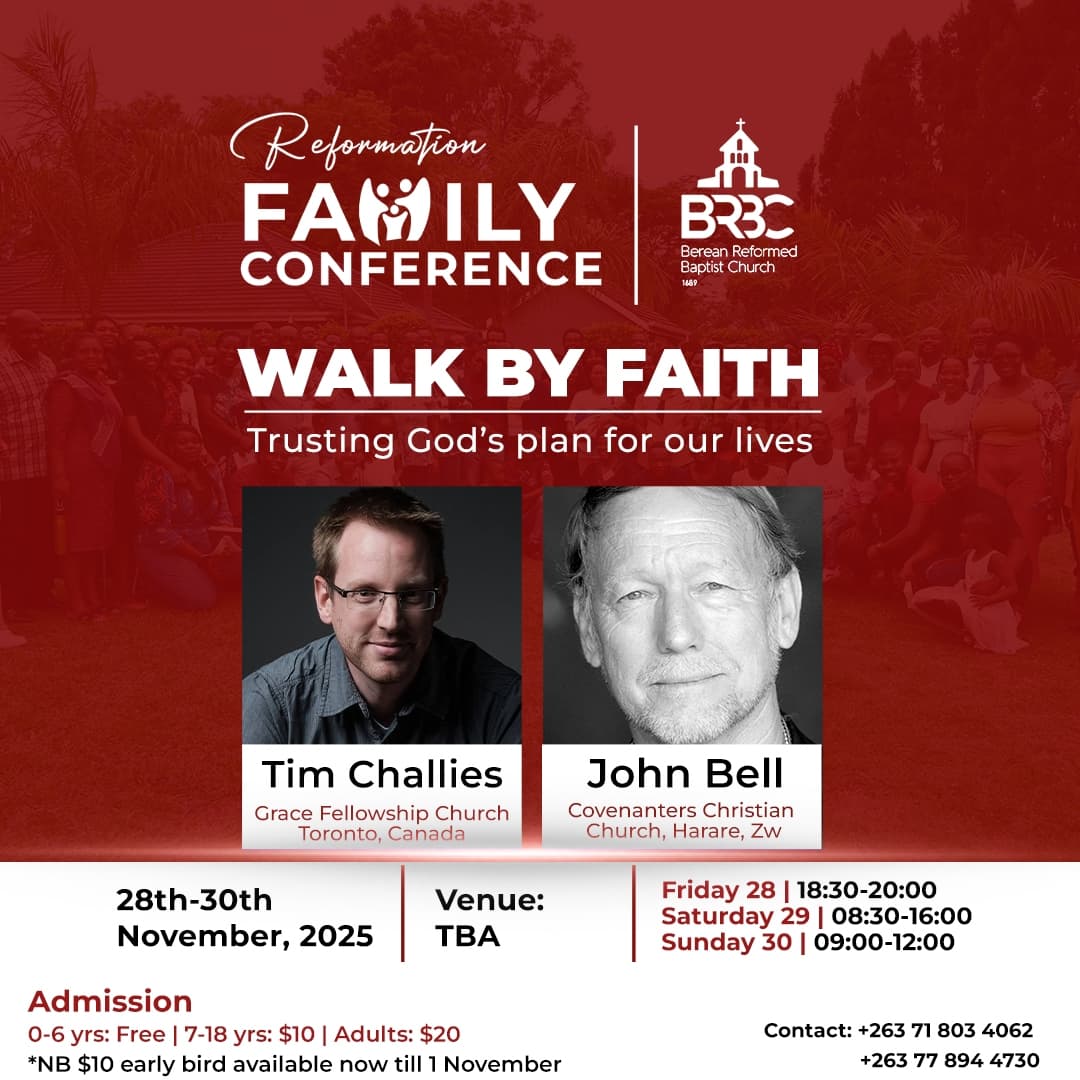 Reformation
FAMILY
CONFERENCE
BRBC
Berean Reformed
Baptist Church
1689
WALK BY FAITH
Trusting God’s plan for our lives
Tim Challies
Grace Fellowship Church
Toronto, Canada
John Bell
Covenanters Christian
Church, Harare, Zw
28th-30th
November, 2025
Venue:
TBA
Friday 28 | 18:30-20:00
Saturday 29 | 08:30-16:00
Sunday 30 | 09:00-12:00
Admission
0-6 yrs: Free | 7-18 yrs: $10 | Adults: $20
*NB $10 early bird available now till 1 November
Contact: +263 71 803 4062
+263 77 894 4730